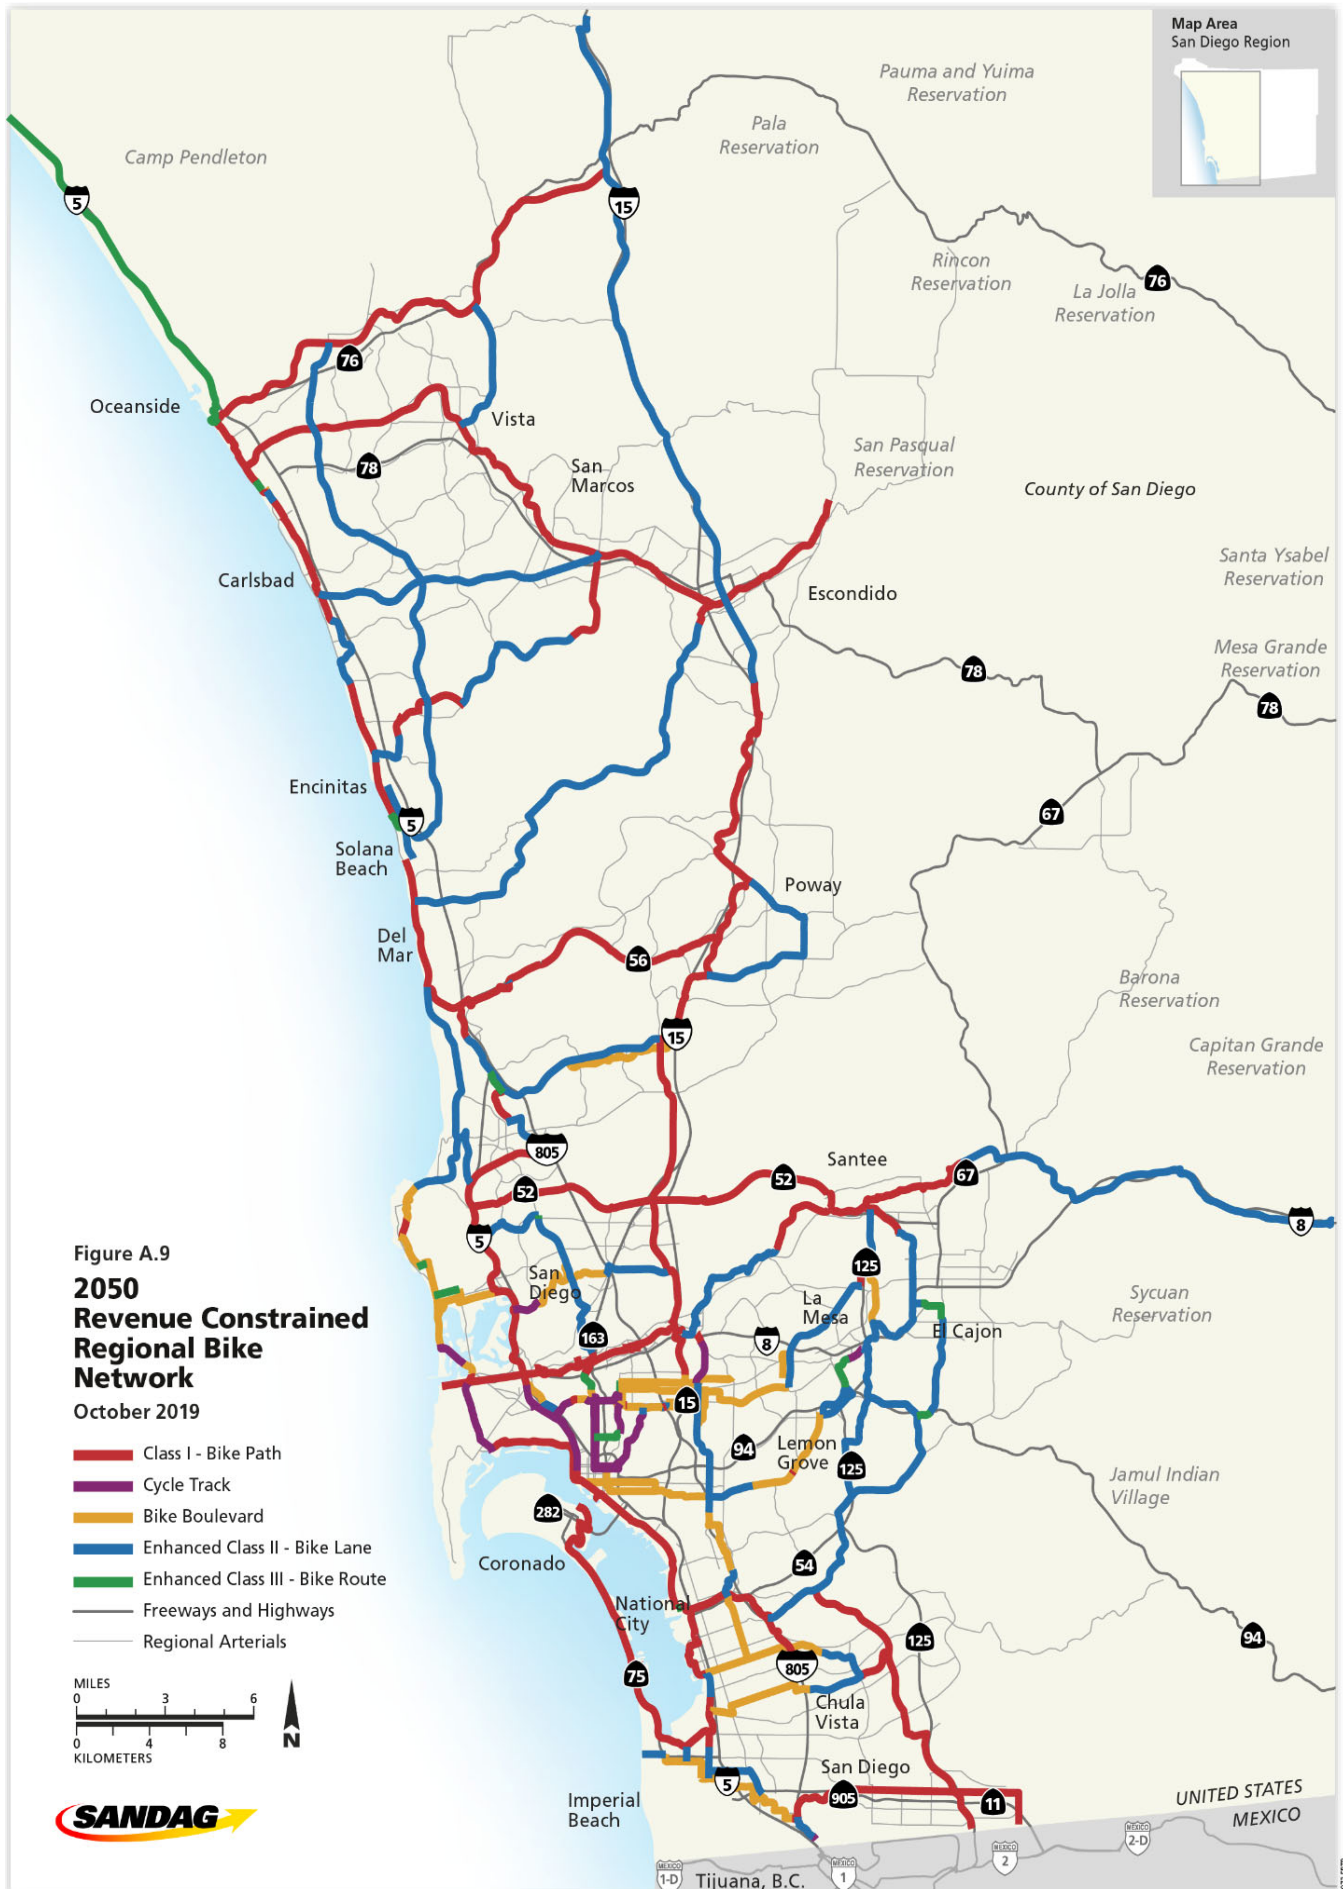 Map Area
San Diego Region
Pauma and Yuima
Reservation
Pala
Reservation
Camp Pendleton
5
15
Rincon
Reservation
La Jolla
Reservation
76
76
Oceanside
Vista
78
San
Marcos
San Pasqual
Reservation
County of San Diego
Santa Ysabel
Reservation
Carlsbad
Escondido
Mesa Grande
Reservation
78
78
Encinitas
5
67
Solana
Beach
Poway
Del
Mar
56
Barona
Reservation
15
Capitan Grande
Reservation
805
Santee
52
67
52
5
8
125
San
Diego
La
Mesa
Sycuan
Reservation
163
8
El Cajon
15
94
Lemon
Grove
125
Jamul Indian
Village
282
Coronado
54
National
City
125
94
75
805
Chula
Vista
San Diego
5
905
11
Imperial
Beach
UNITED STATES
MEXICO
MEXICO
2-D
MEXICO
2
MEXICO
1-D
MEXICO
1
Tijuana, B.C.
Figure A.9
2050
Revenue Constrained
Regional Bike
Network
October 2019
Class I - Bike Path
Cycle Track
Bike Boulevard
Enhanced Class II - Bike Lane
Enhanced Class III - Bike Route
Freeways and Highways
Regional Arterials
MILES
0 3 6
0 4 8
KILOMETERS
N
SANDAG